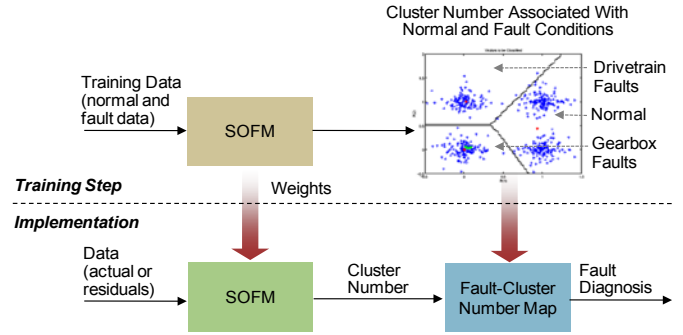 Cluster Number Associated With
Normal and Fault Conditions
Training Data
(normal and
fault data)
SOFM
Drivetrain
Faults
Normal
Gearbox
Faults
Training Step
Weights
Implementation
Data
(actual or
residuals)
SOFM
Cluster
Number
Fault-Cluster
Number Map
Fault
Diagnosis